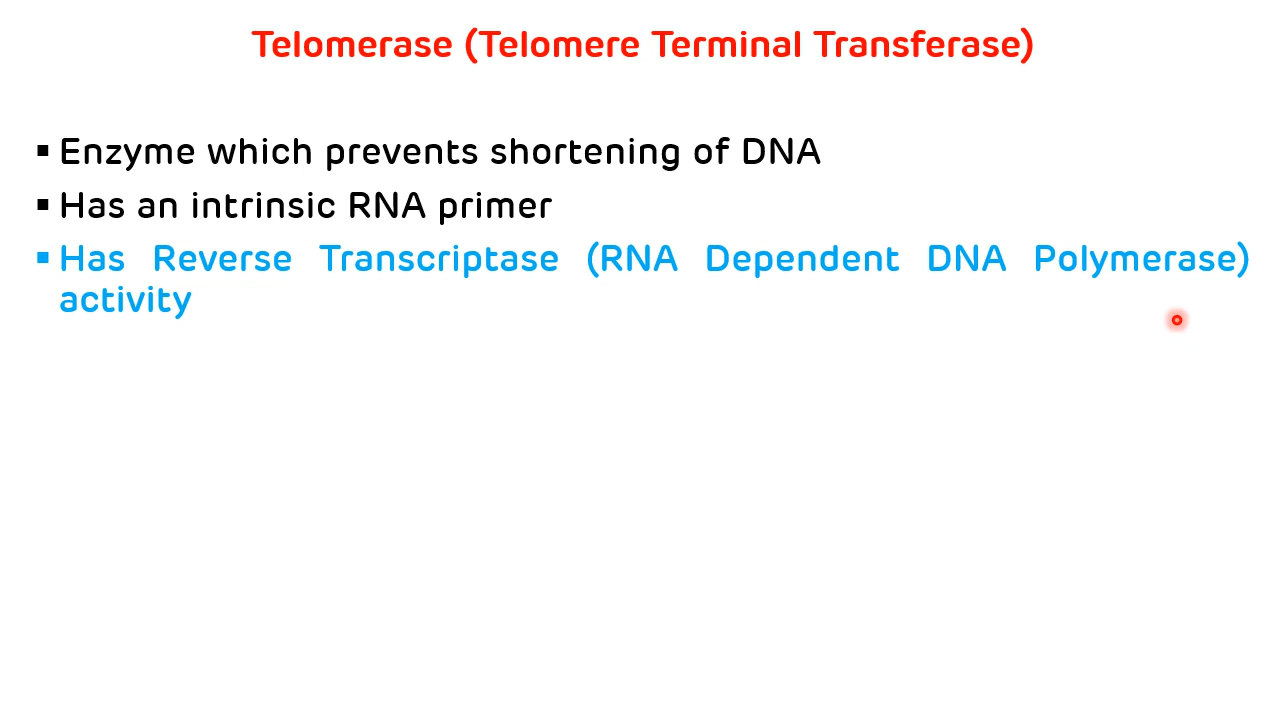 Telomerase (Telomere Terminal Transferase)
▪ Enzyme which prevents shortening of DNA
▪ Has an intrinsic RNA primer
▪ Has Reverse Transcriptase (RNA Dependent DNA Polymerase)
activity